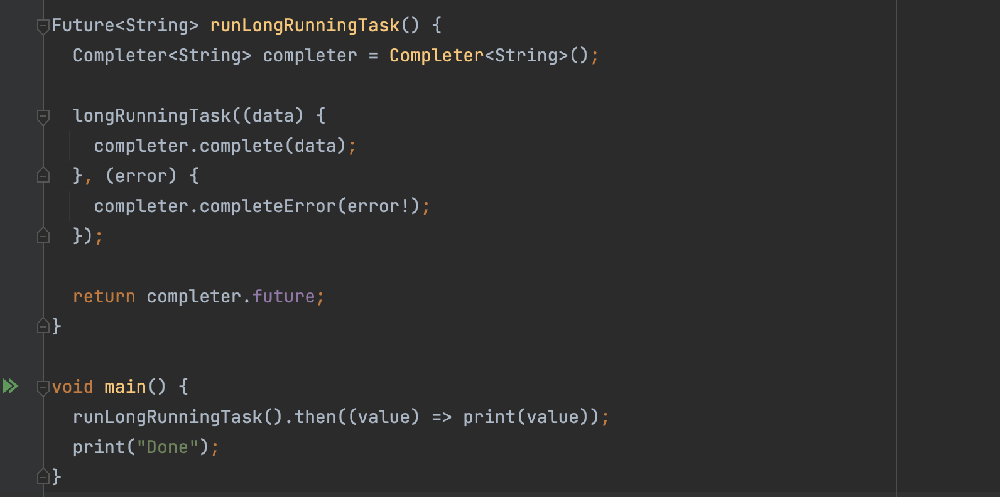 Future<String> runLongRunningTask() {
  Completer<String> completer = Completer<String>();

  longRunningTask((data) {
    completer.complete(data);
  }, (error) {
    completer.completeError(error!);
  });

  return completer.future;
}

void main() {
  runLongRunningTask().then((value) => print(value));
  print("Done");
}